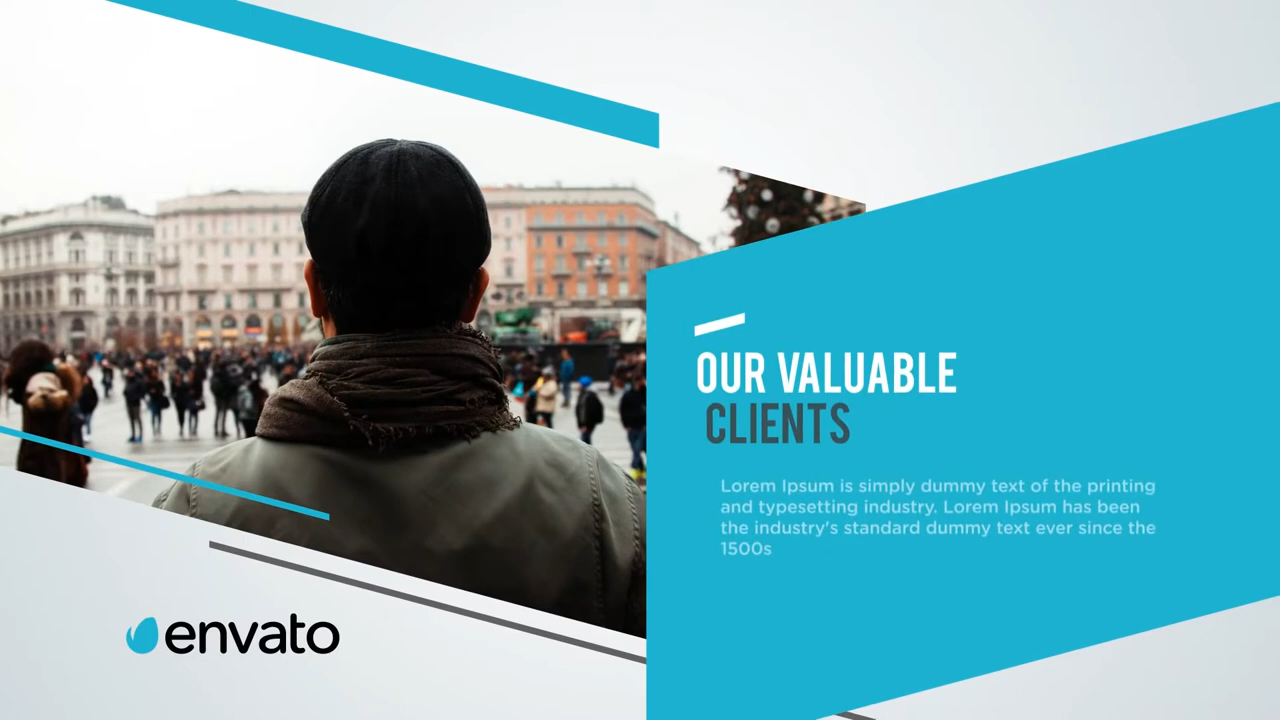 OUR VALUABLE
CLIENTS
Lorem Ipsum is simply dummy text of the printing
and typesetting industry. Lorem Ipsum has been
the industry's standard dummy text ever since the
1500s
envato